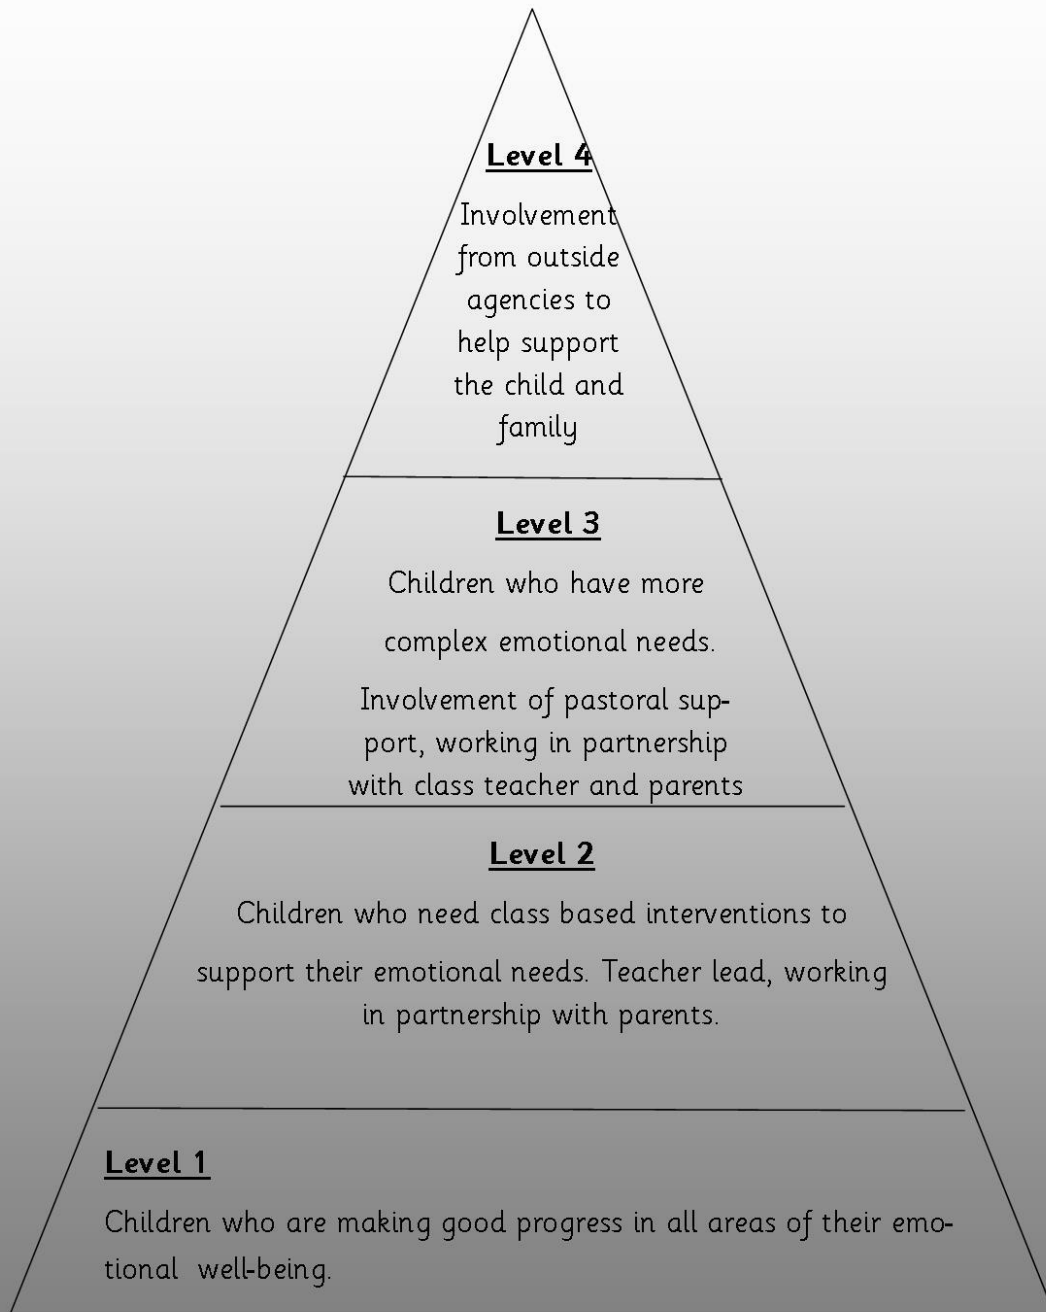 Level 4
Involvement
from outside
agencies to
help support
the child and
family
Level 3
Children who have more
complex emotional needs.
Involvement of pastoral sup-
port, working in partnership
with class teacher and parents
Level 2
Children who need class based interventions to
support their emotional needs. Teacher lead, working
in partnership with parents.
Level 1
Children who are making good progress in all areas of their emo-
tional well-being.